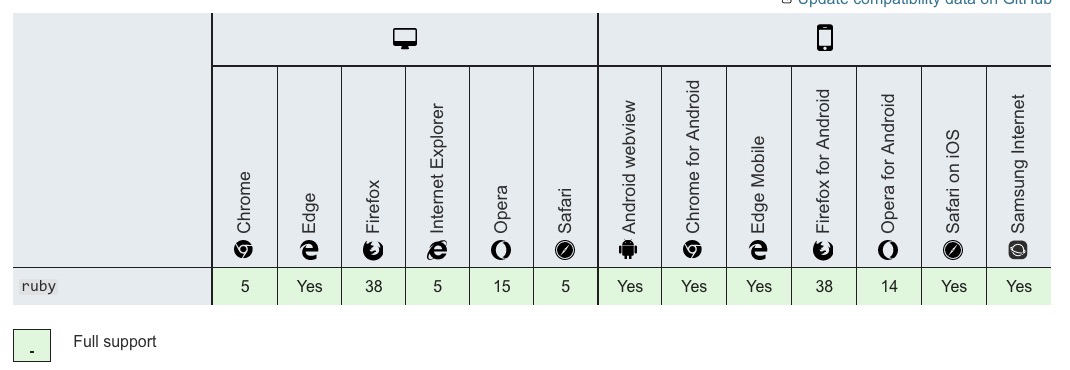 Update compatibility data on GitHub
Chrome
Edge
Firefox
Internet Explorer
Opera
Safari
Android webview
Chrome for Android
Edge Mobile
Firefox for Android
Opera for Android
Safari on iOS
Samsung Internet
ruby 5 Yes 38 5 15 5 Yes Yes Yes 38 14 Yes Yes
- Full support